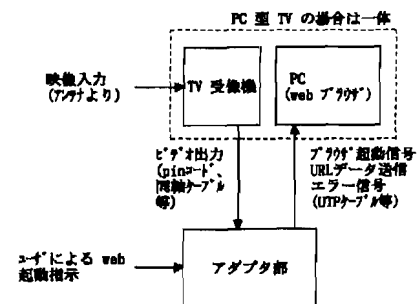 PC 型 TV の場合は一体
映像入力
(ｱﾝﾃﾅより)
TV 受像機
PC
(web ﾌﾞﾗｳｻﾞ)
ﾋﾞﾃﾞｵ出力
(pinｺｰﾄﾞ、
同軸ｹｰﾌﾞﾙ
等)
ﾌﾞﾗｳｻﾞ起動信号
URLデータ送信
エラー信号
(UTPｹｰﾌﾞﾙ等)
ﾕｰｻﾞによる web
起動指示
アダプタ部